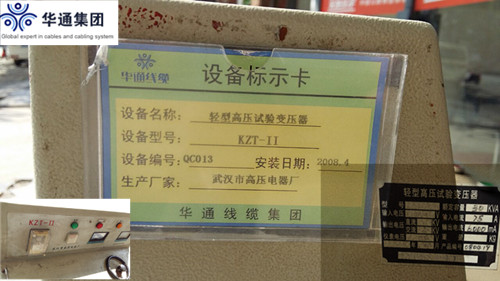 华通集团
Global expert in cables and cabling system
华通线缆
设备标示卡
设备名称： 轻型高压试验变压器
设备型号： KZT-II
设备编号： QC013 安装日期： 2008.4
生产厂家： 武汉市高压电器厂
华通线缆集团
KZT-II
轻型高压试验变压器
KVA